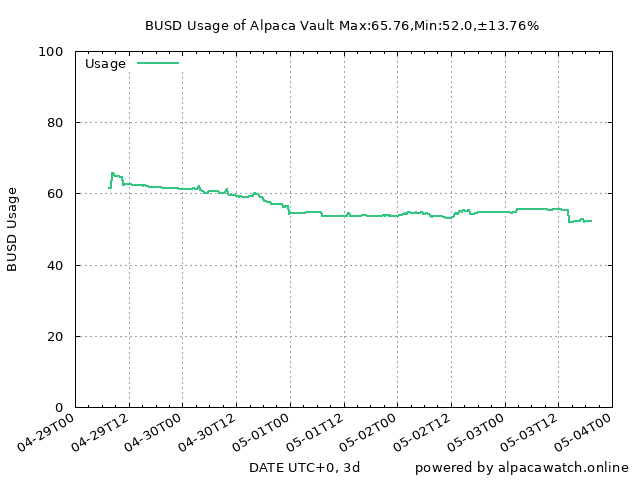 BUSD Usage of Alpaca Vault Max:65.76,Min:52.0,±13.76%
Usage
BUSD Usage
100
80
60
40
20
0
04-29T00
04-29T12
04-30T00
04-30T12
05-01T00
05-01T12
05-02T00
05-02T12
05-03T00
05-03T12
05-04T00
DATE UTC+0, 3d
powered by alpacawatch.online